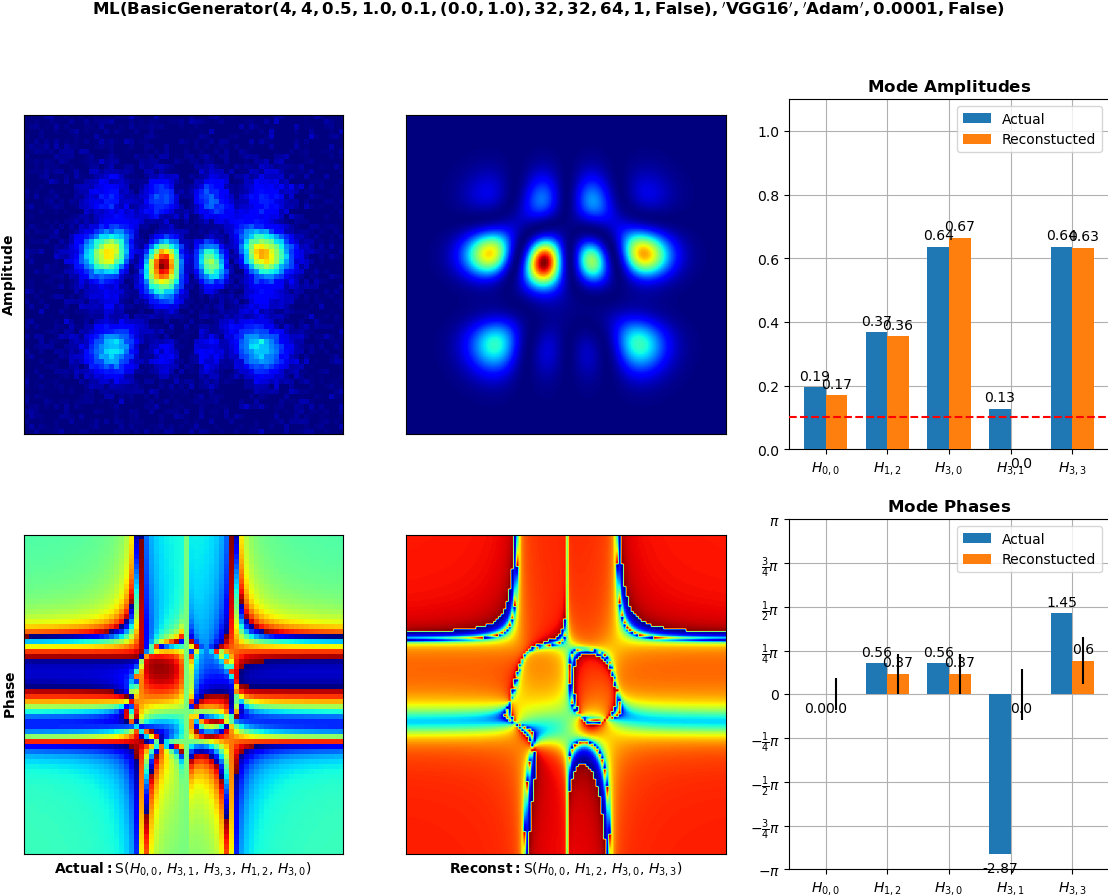 ML(BasicGenerator(4, 4, 0.5, 1.0, 0.1, (0.0, 1.0), 32, 32, 64, 1, False), 'VGG16', 'Adam', 0.0001, False)
Amplitude
Mode Amplitudes
Actual
Reconstucted
1.0
0.8
0.6
0.4
0.2
0.0
0.19
0.17
0.37
0.36
0.64
0.67
0.13
0.0
0.64
0.63
H0,0
H1,2
H3,0
H3,1
H3,3
Phase
Actual: S(H0,0, H3,1, H3,3, H1,2, H3,0)
Reconst: S(H0,0, H1,2, H3,0, H3,3)
Mode Phases
Actual
Reconstucted
π
3/4π
1/2π
1/4π
0
−1/4π
−1/2π
−3/4π
−π
0.0
0.0
0.56
0.37
0.56
0.37
-2.87
0.0
1.45
0.6
H0,0
H1,2
H3,0
H3,1
H3,3